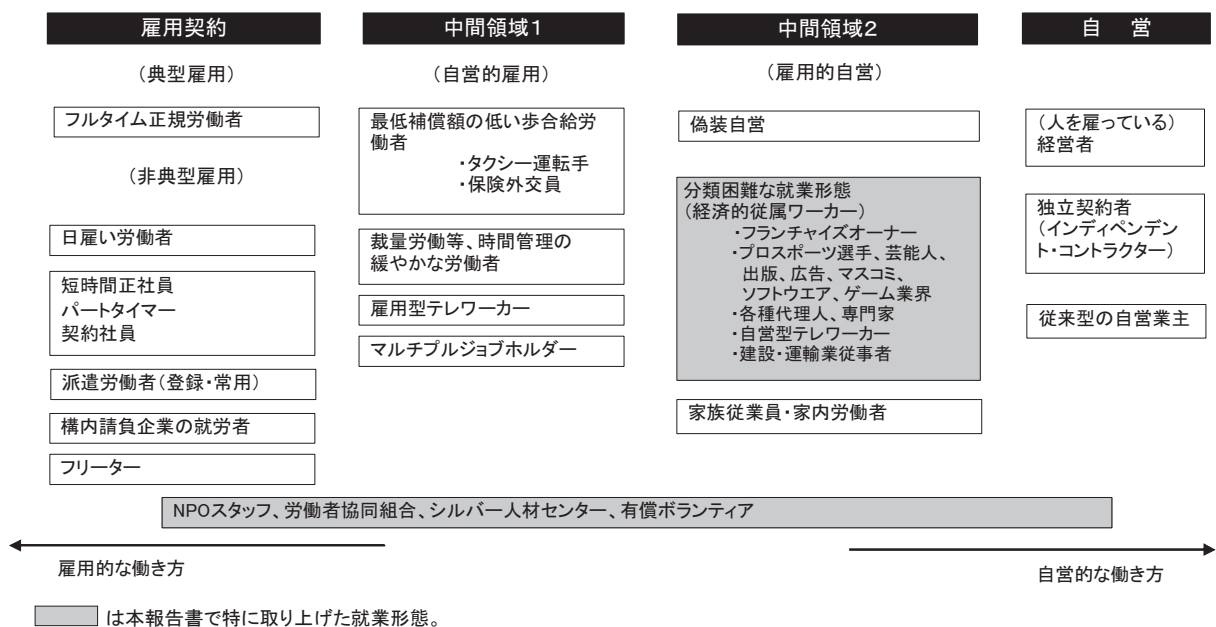 雇用契約
中間領域1
中間領域2
自 営
(典型雇用)
フルタイム正規労働者
(非典型雇用)
日雇い労働者
短時間正社員
パートタイマー
契約社員
派遣労働者(登録・常用)
構内請負企業の就労者
フリーター
(自営的雇用)
最低補償額の低い歩合給労
働者
・タクシー運転手
・保険外交員
裁量労働等、時間管理の
緩やかな労働者
雇用型テレワーカー
マルチプルジョブホルダー
(雇用的自営)
偽装自営
分類困難な就業形態
(経済的従属ワーカー)
・フランチャイズオーナー
・プロスポーツ選手、芸能人、
出版、広告、マスコミ、
ソフトウエア、ゲーム業界
・各種代理人、専門家
・自営型テレワーカー
・建設・運輸業従事者
家族従業員・家内労働者
(人を雇っている)
経営者
独立契約者
(インディペンデン
ト・コントラクター)
従来型の自営業主
NPOスタッフ、労働者協同組合、シルバー人材センター、有償ボランティア
雇用的な働き方
自営的な働き方
は本報告書で特に取り上げた就業形態。